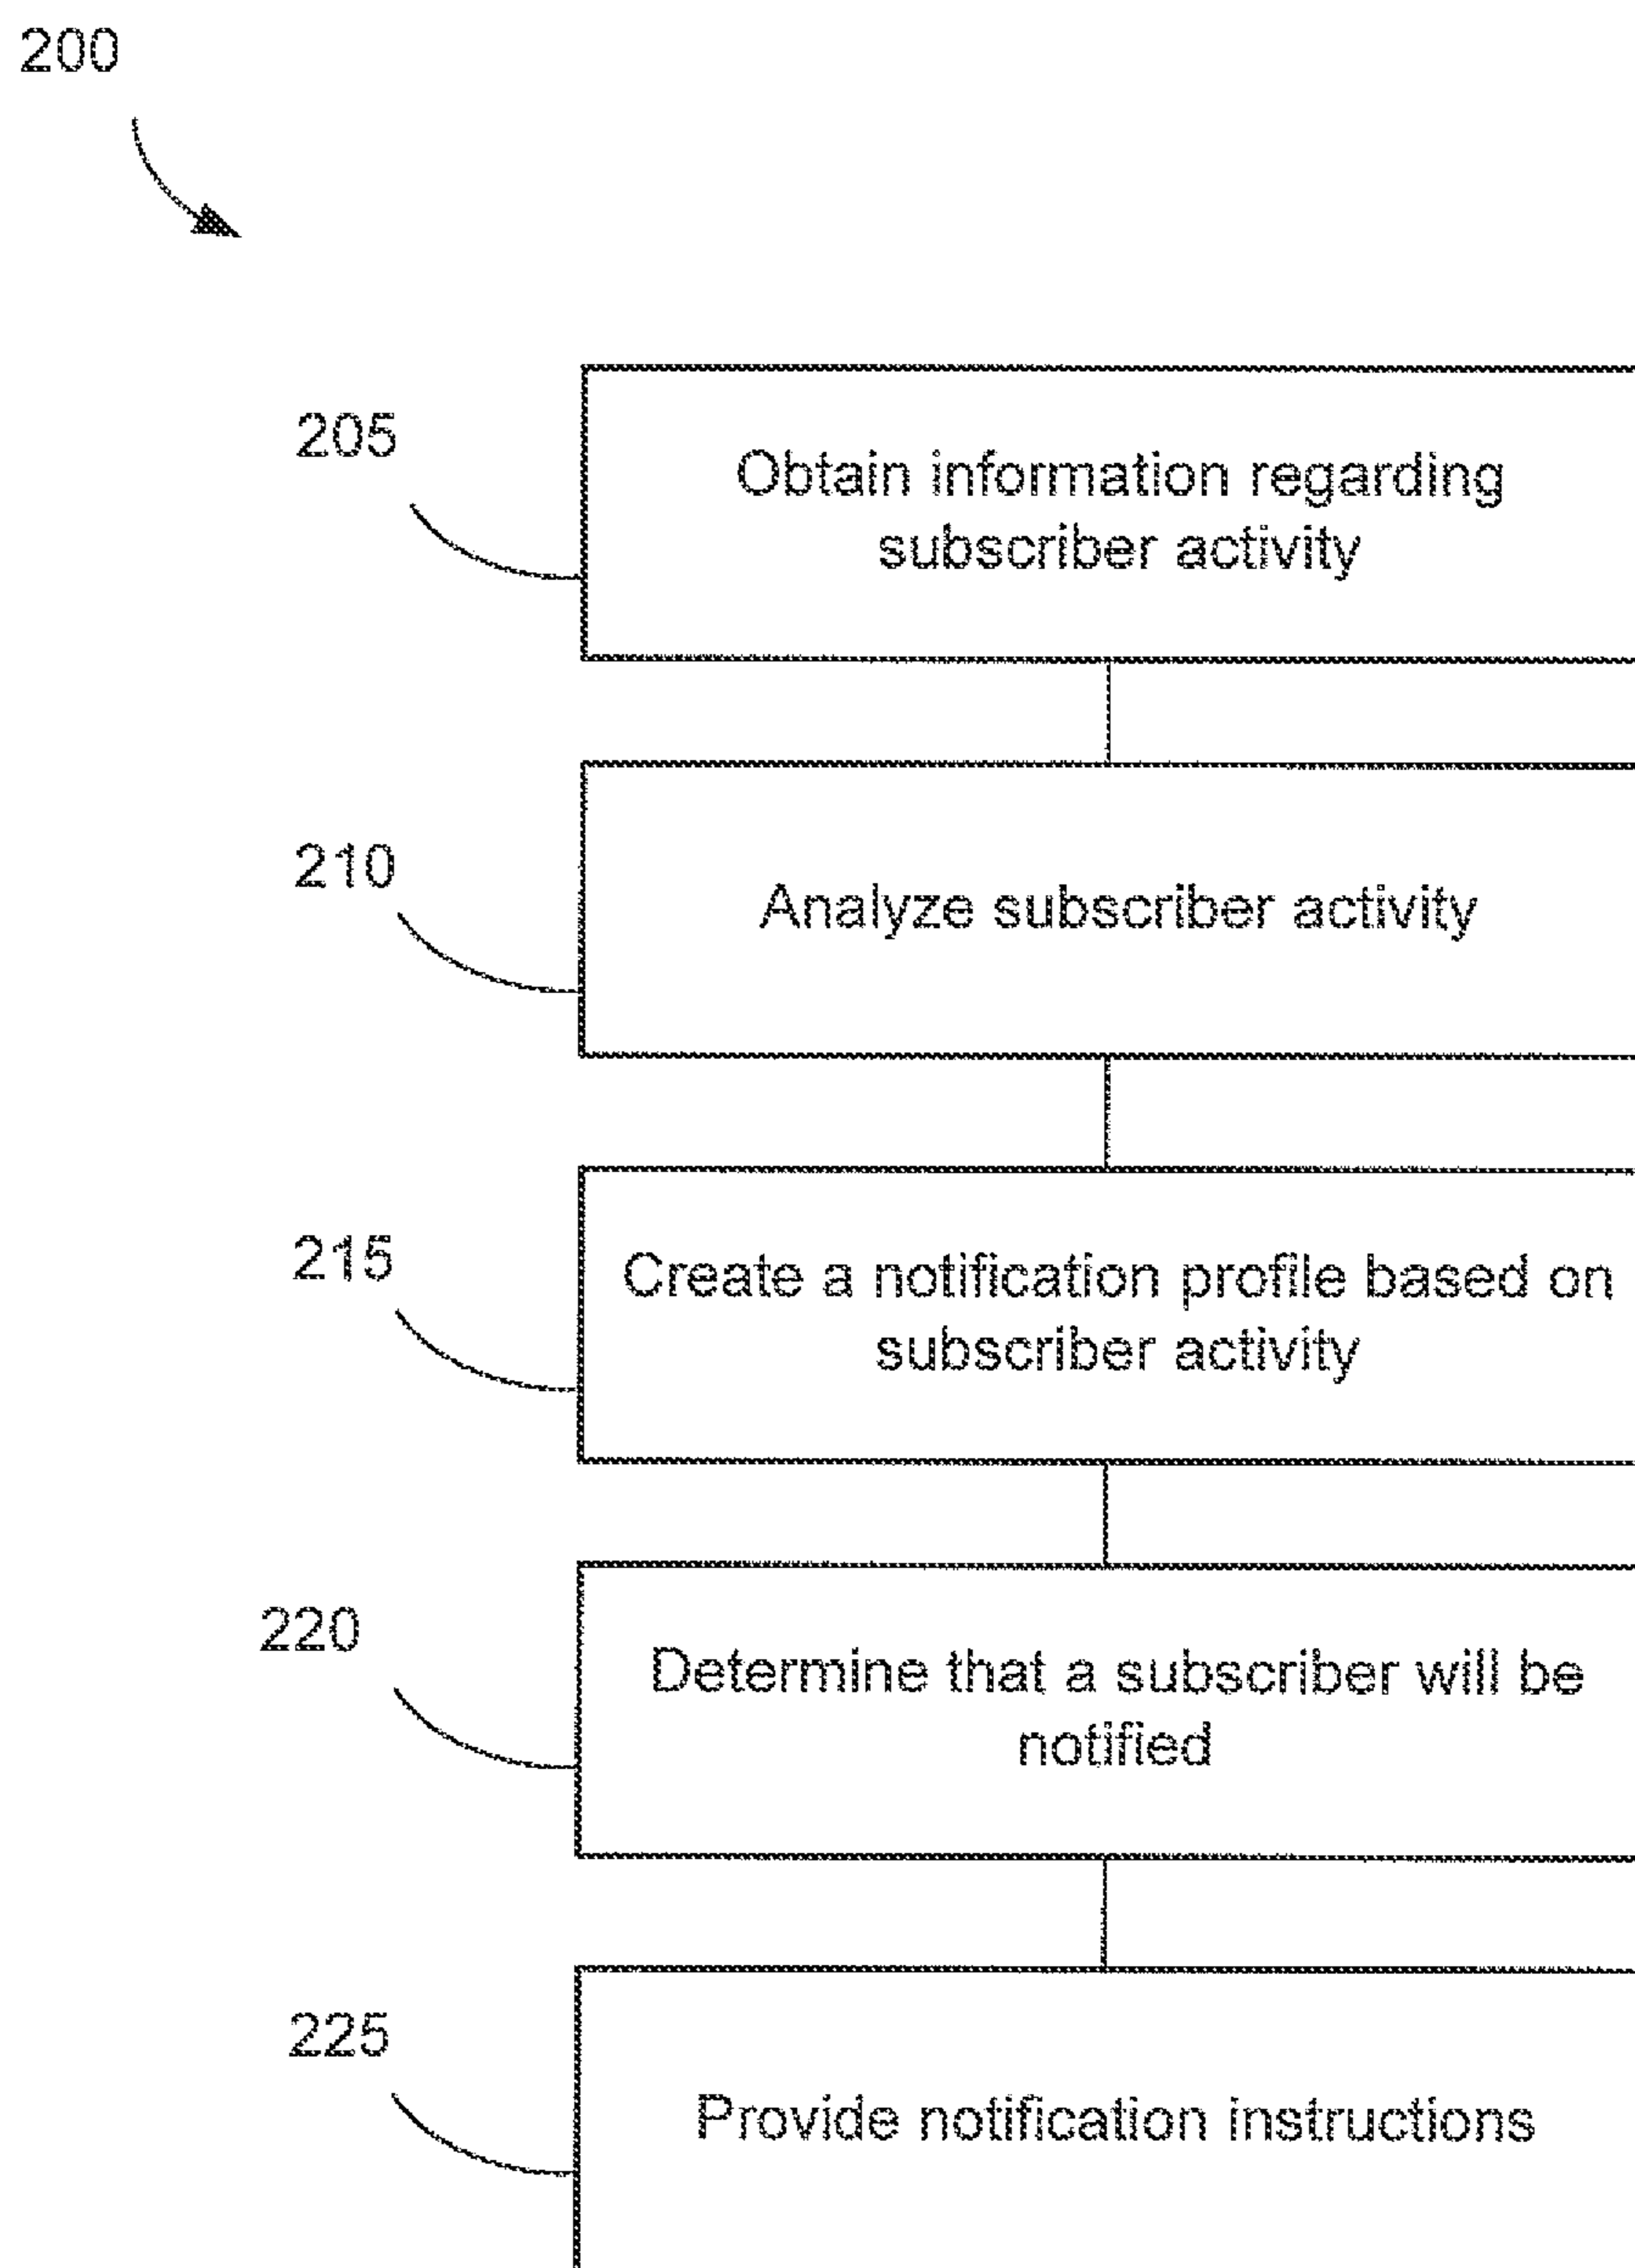 200
205
Obtain information regarding
subscriber activity
210
Analyze subscriber activity
215
Create a notification profile based on
subscriber activity
220
Determine that a subscriber will be
notified
225
Provide notification instructions